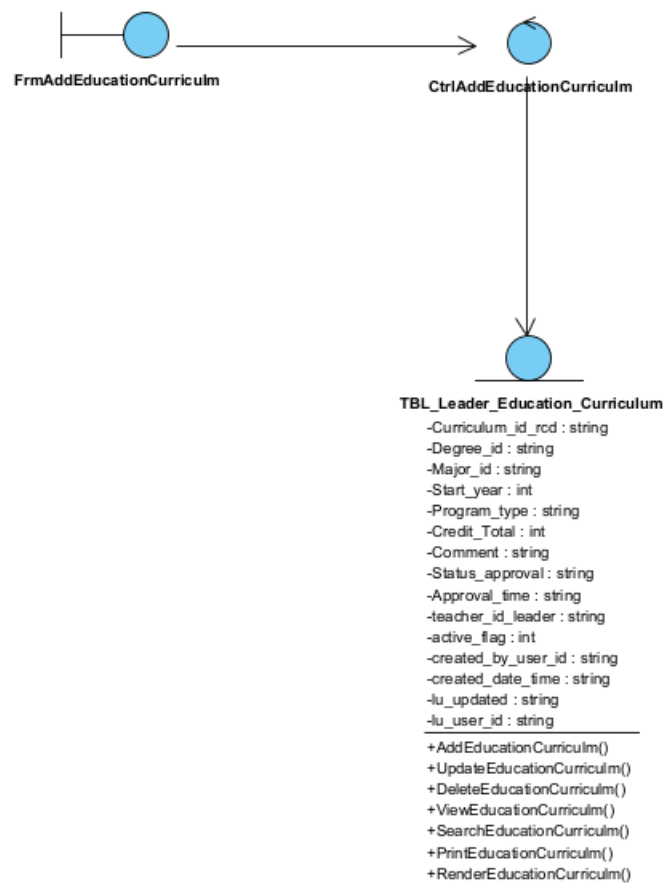 FrmAddEducationCurriculm
CtrlAddEducationCurriculm
TBL_Leader_Education_Curriculum
-Curriculum_id_rcd : string
-Degree_id : string
-Major_id : string
-Start_year : int
-Program_type : string
-Credit_Total : int
-Comment : string
-Status_approval : string
-Approval_time : string
-teacher_id_leader : string
-active_flag : int
-created_by_user_id : string
-created_date_time : string
-lu_updated : string
-lu_user_id : string
+AddEducationCurriculm()
+UpdateEducationCurriculm()
+DeleteEducationCurriculm()
+ViewEducationCurriculm()
+SearchEducationCurriculm()
+PrintEducationCurriculm()
+RenderEducationCurriculm()